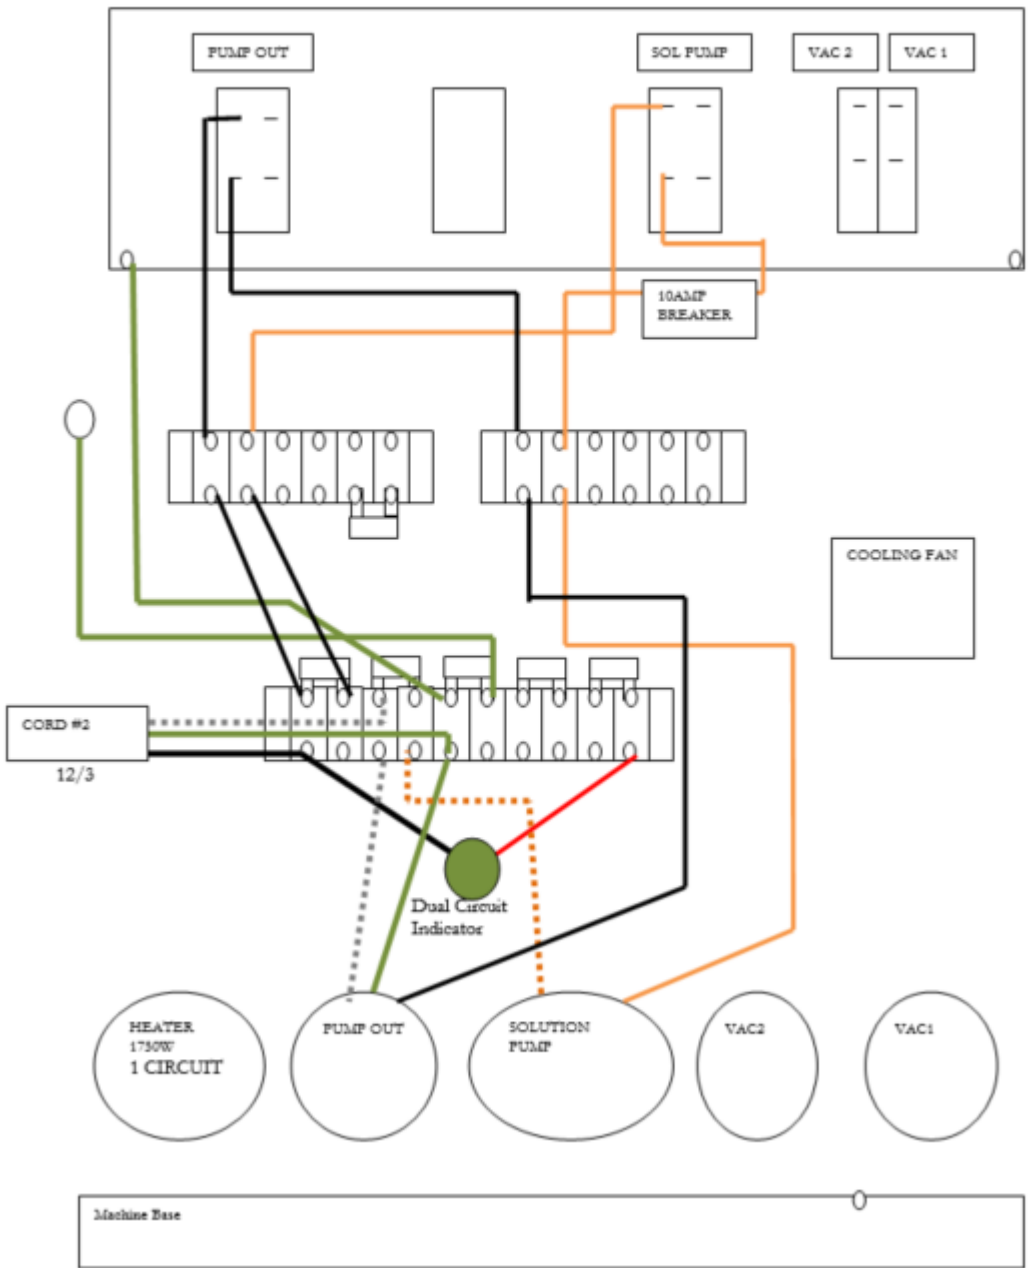 PUMP OUT
SOL PUMP
VAC 2
VAC 1
10AMP
BREAKER
COOLING FAN
CORD #2
12/3
Dual Circuit
Indicator
HEATER
1750W
1 CIRCUIT
PUMP OUT
SOLUTION
PUMP
VAC2
VAC1
Machine Base